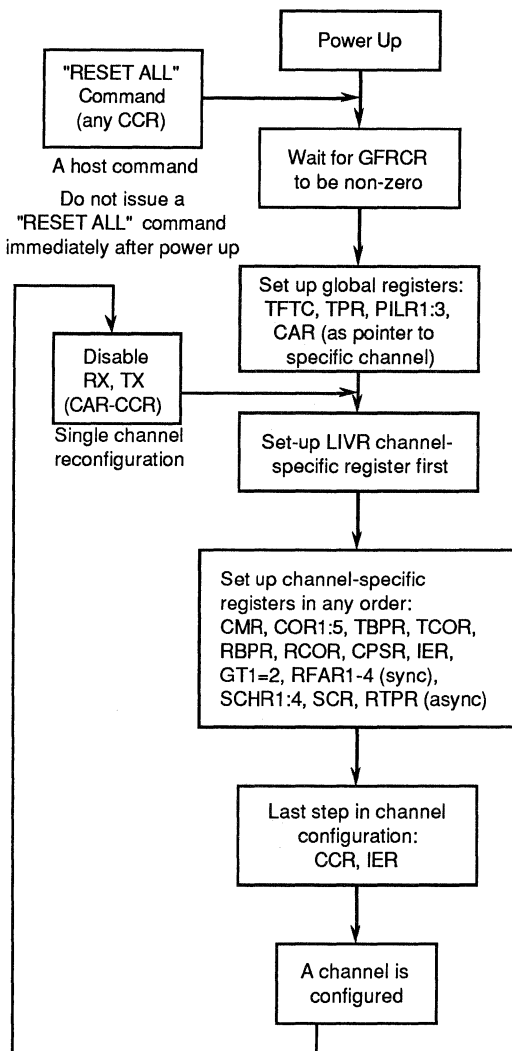 Power Up
"RESET ALL"
Command
(any CCR)
A host command
Do not issue a
"RESET ALL" command
immediately after power up
Wait for GFRCR
to be non-zero
Set up global registers:
TFTC, TPR, PILR1:3,
CAR (as pointer to
specific channel)
Disable
RX, TX
(CAR-CCR)
Single channel
reconfiguration
Set-up LIVR channel-
specific register first
Set up channel-specific
registers in any order:
CMR, COR1:5, TBPR, TCOR,
RBPR, RCOR, CPSR, IER,
GT1=2, RFAR1-4 (sync),
SCHR1:4, SCR, RTPR (async)
Last step in channel
configuration:
CCR, IER
A channel is
configured